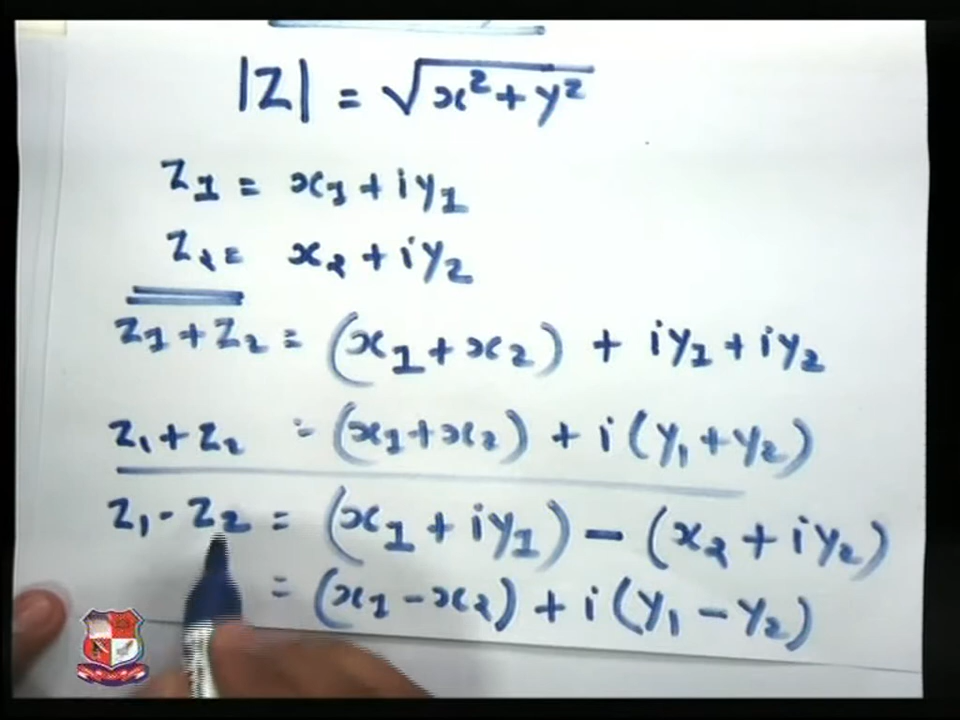 |Z| = √x²+y²
Z₁ = x₁+iy₁
Z₂ = x₂+iy₂
Z₁+Z₂ = (x₁+x₂) + iy₁+iy₂
Z₁+Z₂ = (x₁+x₂) + i(y₁+y₂)
Z₁-Z₂ = (x₁+iy₁) - (x₂+iy₂)
= (x₁-x₂) + i(y₁-y₂)